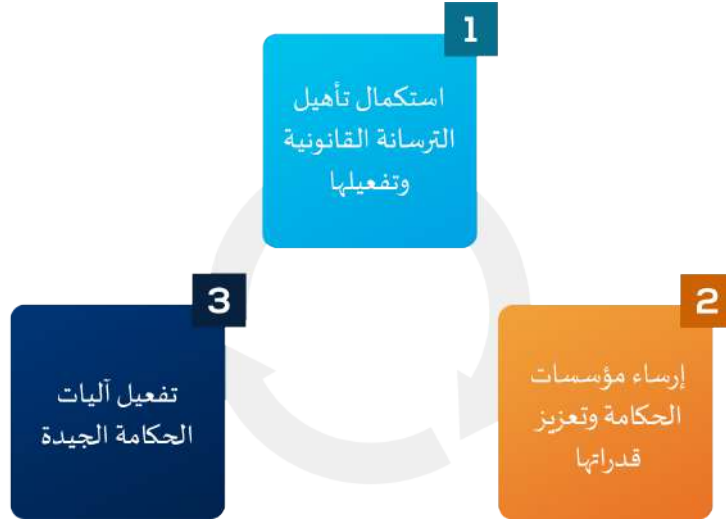 1
استكمال تأهيل
الترسانة القانونية
وتفعيلها
2
إرساء مؤسسات
الحكامة وتعزيز
قدراتها
3
تفعيل آليات
الحكامة الجيدة